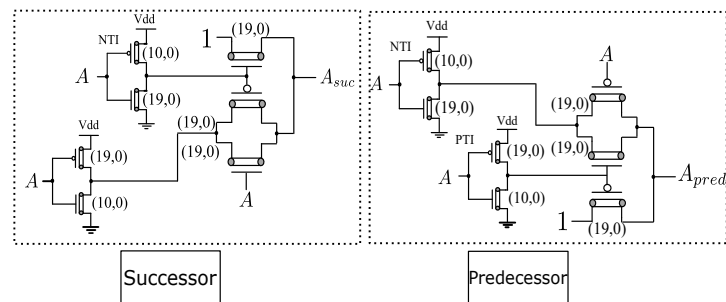 Vdd
NTI
(10,0)
A
(19,0)
1
(19,0)
A_suc
(19,0)
(19,0)
Vdd
(19,0)
A
(10,0)
A
Successor
Vdd
NTI
(10,0)
A
(19,0)
A
(19,0)
(19,0)
Vdd
PTI
(19,0)
A
(10,0)
A_pred
1
(19,0)
Predecessor